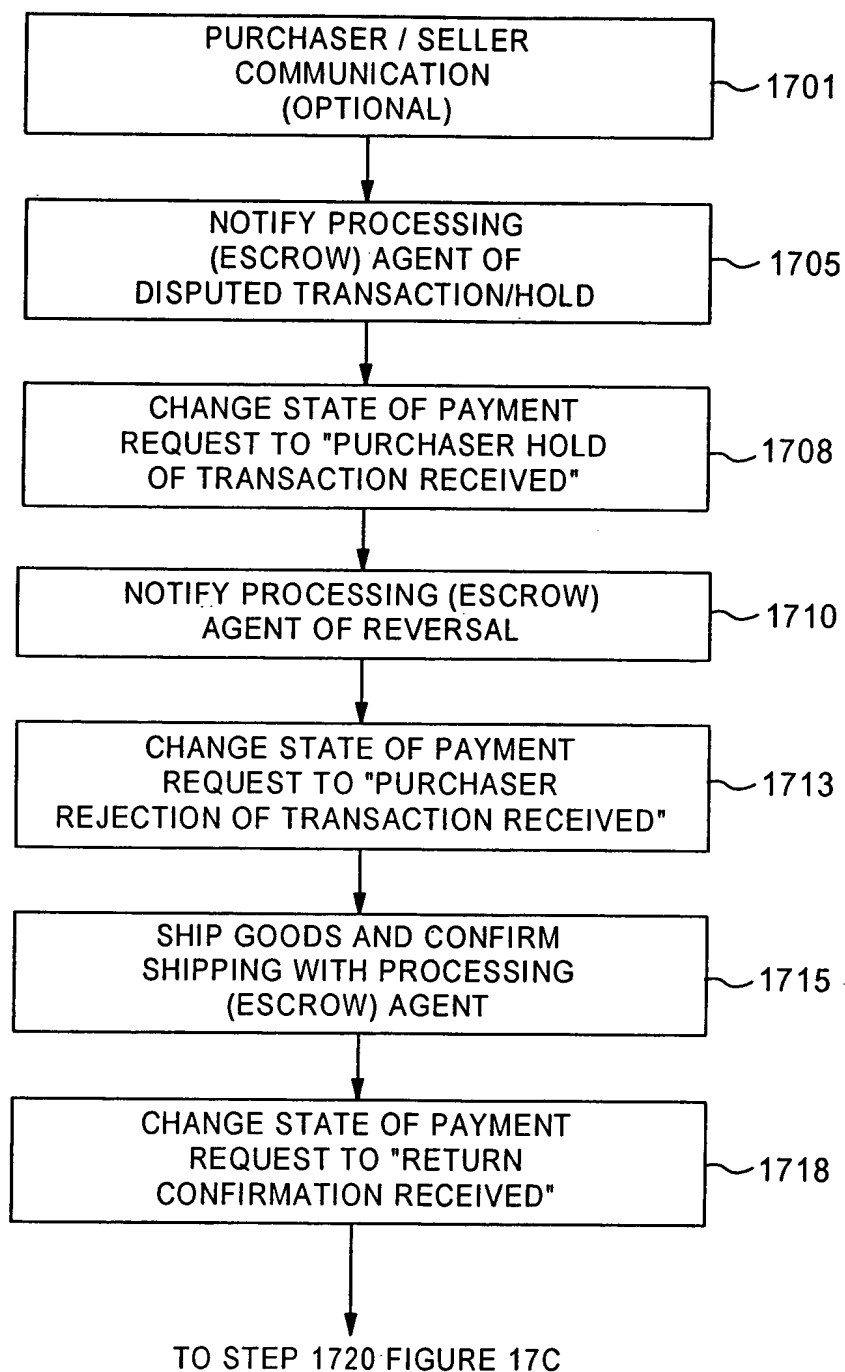 PURCHASER / SELLER
COMMUNICATION
(OPTIONAL)
1701
NOTIFY PROCESSING
(ESCROW) AGENT OF
DISPUTED TRANSACTION/HOLD
1705
CHANGE STATE OF PAYMENT
REQUEST TO "PURCHASER HOLD
OF TRANSACTION RECEIVED"
1708
NOTIFY PROCESSING (ESCROW)
AGENT OF REVERSAL
1710
CHANGE STATE OF PAYMENT
REQUEST TO "PURCHASER
REJECTION OF TRANSACTION RECEIVED"
1713
SHIP GOODS AND CONFIRM
SHIPPING WITH PROCESSING
(ESCROW) AGENT
1715
CHANGE STATE OF PAYMENT
REQUEST TO "RETURN
CONFIRMATION RECEIVED"
1718
TO STEP 1720 FIGURE 17C